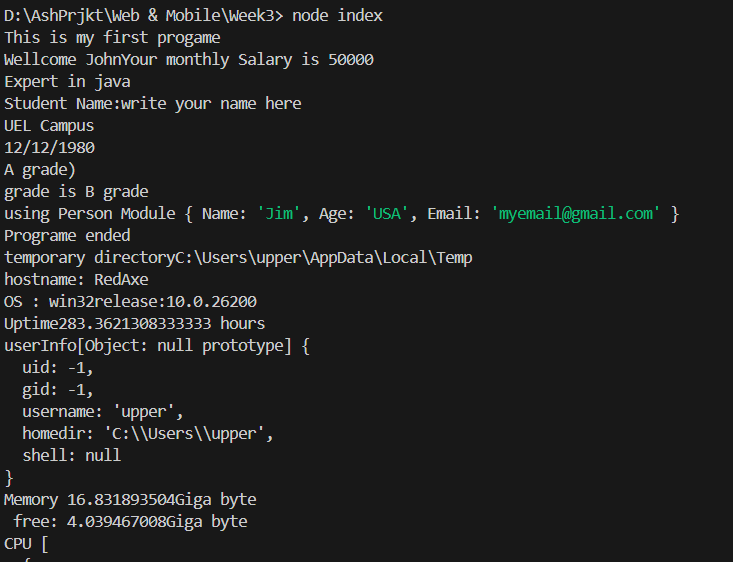 D:\AshPrjkt\Web & Mobile\Week3> node index
This is my first progame
Wellcome JohnYour monthly Salary is 50000
Expert in java
Student Name:write your name here
UEL Campus
12/12/1980
A grade)
grade is B grade
using Person Module { Name: 'Jim', Age: 'USA', Email: 'myemail@gmail.com' }
Programe ended
temporary directoryC:\Users\upper\AppData\Local\Temp
hostname: RedAxe
OS : win32release:10.0.26200
Uptime283.3621308333333 hours
userInfo[Object: null prototype] {
  uid: -1,
  gid: -1,
  username: 'upper',
  homedir: 'C:\\Users\\upper',
  shell: null
}
Memory 16.831893504Giga byte
 free: 4.039467008Giga byte
CPU [
  {